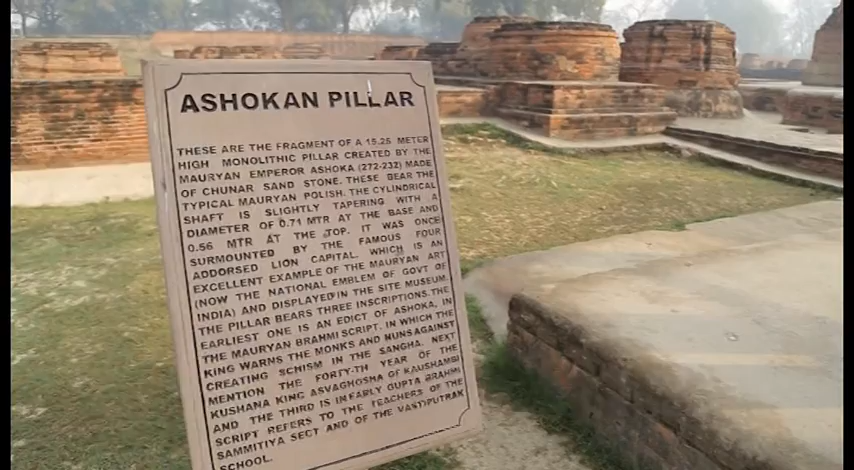 ASHOKAN PILLAR
THESE ARE THE FRAGMENT OF A 15.25 METER
HIGH MONOLITHIC PILLAR CREATED BY THE
MAURYAN EMPEROR ASHOKA (272-232) MADE
OF CHUNAR SAND STONE. THESE BEAR THE
TYPICAL MAURYAN POLISH. THE CYLINDRICAL
SHAFT IS SLIGHTLY TAPERING WITH THE
DIAMETER OF 0.71 MTR AT THE BASE AND
0.56 MTR AT THE TOP. IT WAS ONCE
SURMOUNTED BY THE FAMOUS FOUR
ADDORSED LION CAPITAL, WHICH IS AN
EXCELLENT EXAMPLE OF THE MAURYAN ART
(NOW THE NATIONAL EMBLEM OF GOVT OF
INDIA) AND DISPLAYED IN THE SITE MUSEUM.
THE PILLAR BEARS THREE INSCRIPTIONS. THE
EARLIEST ONE IS AN EDICT OF ASHOKA, IN
THE MAURYAN BRAHMI SCRIPT, IN WHICH THE
KING WARNS THE MONKS AND NUNS AGAINST
CREATING SCHISM IN THE SANGHA. NEXT
MENTION THE FORTY-TH YEAR OF THE
KUSHANA KING ASVAGHOSHA OF KAUSHAMBI
AND THE THIRD IS IN EARLY GUPTA BRAHMI
SCRIPT REFERS TO THE TEACHERS OF THE
SAMMITIYA SECT AND OF THE VASTIPUTRAK
SCHOOL.